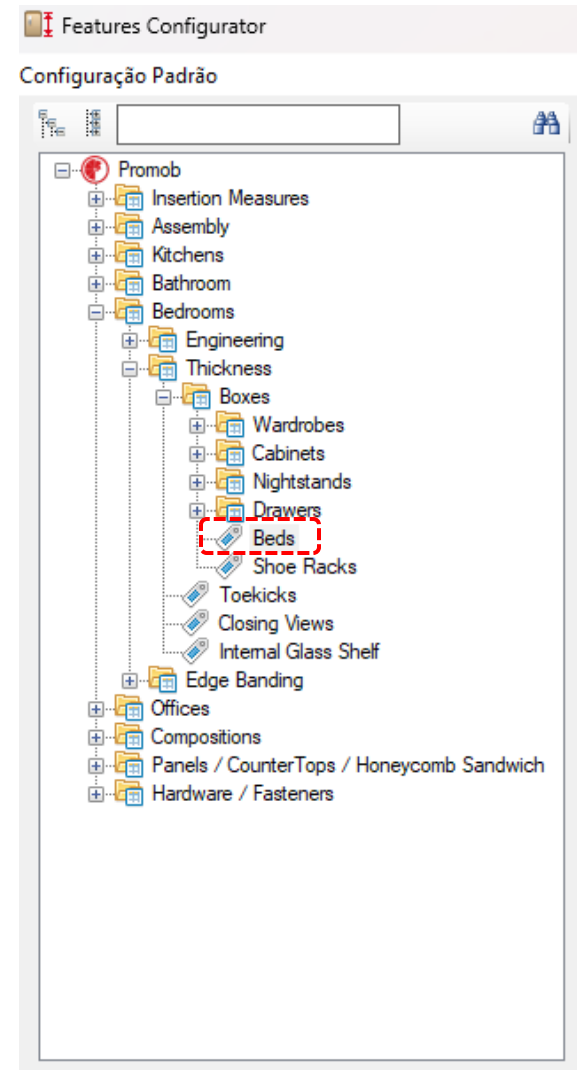 Features Configurator
Configuração Padrão
Promob
Insertion Measures
Assembly
Kitchens
Bathroom
Bedrooms
Engineering
Thickness
Boxes
Wardrobes
Cabinets
Nightstands
Drawers
Beds
Shoe Racks
Toekicks
Closing Views
Internal Glass Shelf
Edge Banding
Offices
Compositions
Panels / CounterTops / Honeycomb Sandwich
Hardware / Fasteners